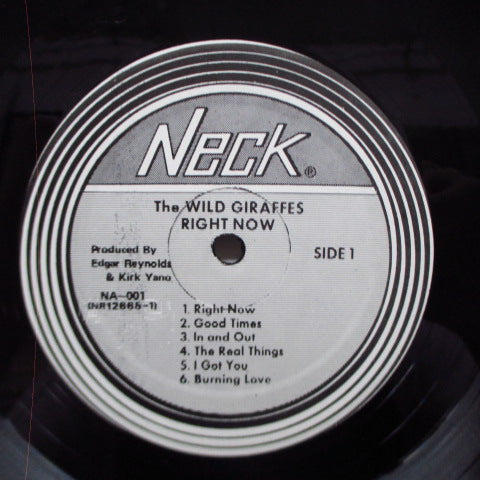 Neck®
The WILD GIRAFFES
RIGHT NOW
SIDE 1
Produced By
Edgar Reynolds
& Kirk Yano
NA-001
(NR12665-1)
1. Right Now
2. Good Times
3. In and Out
4. The Real Things
5. I Got You
6. Burning Love